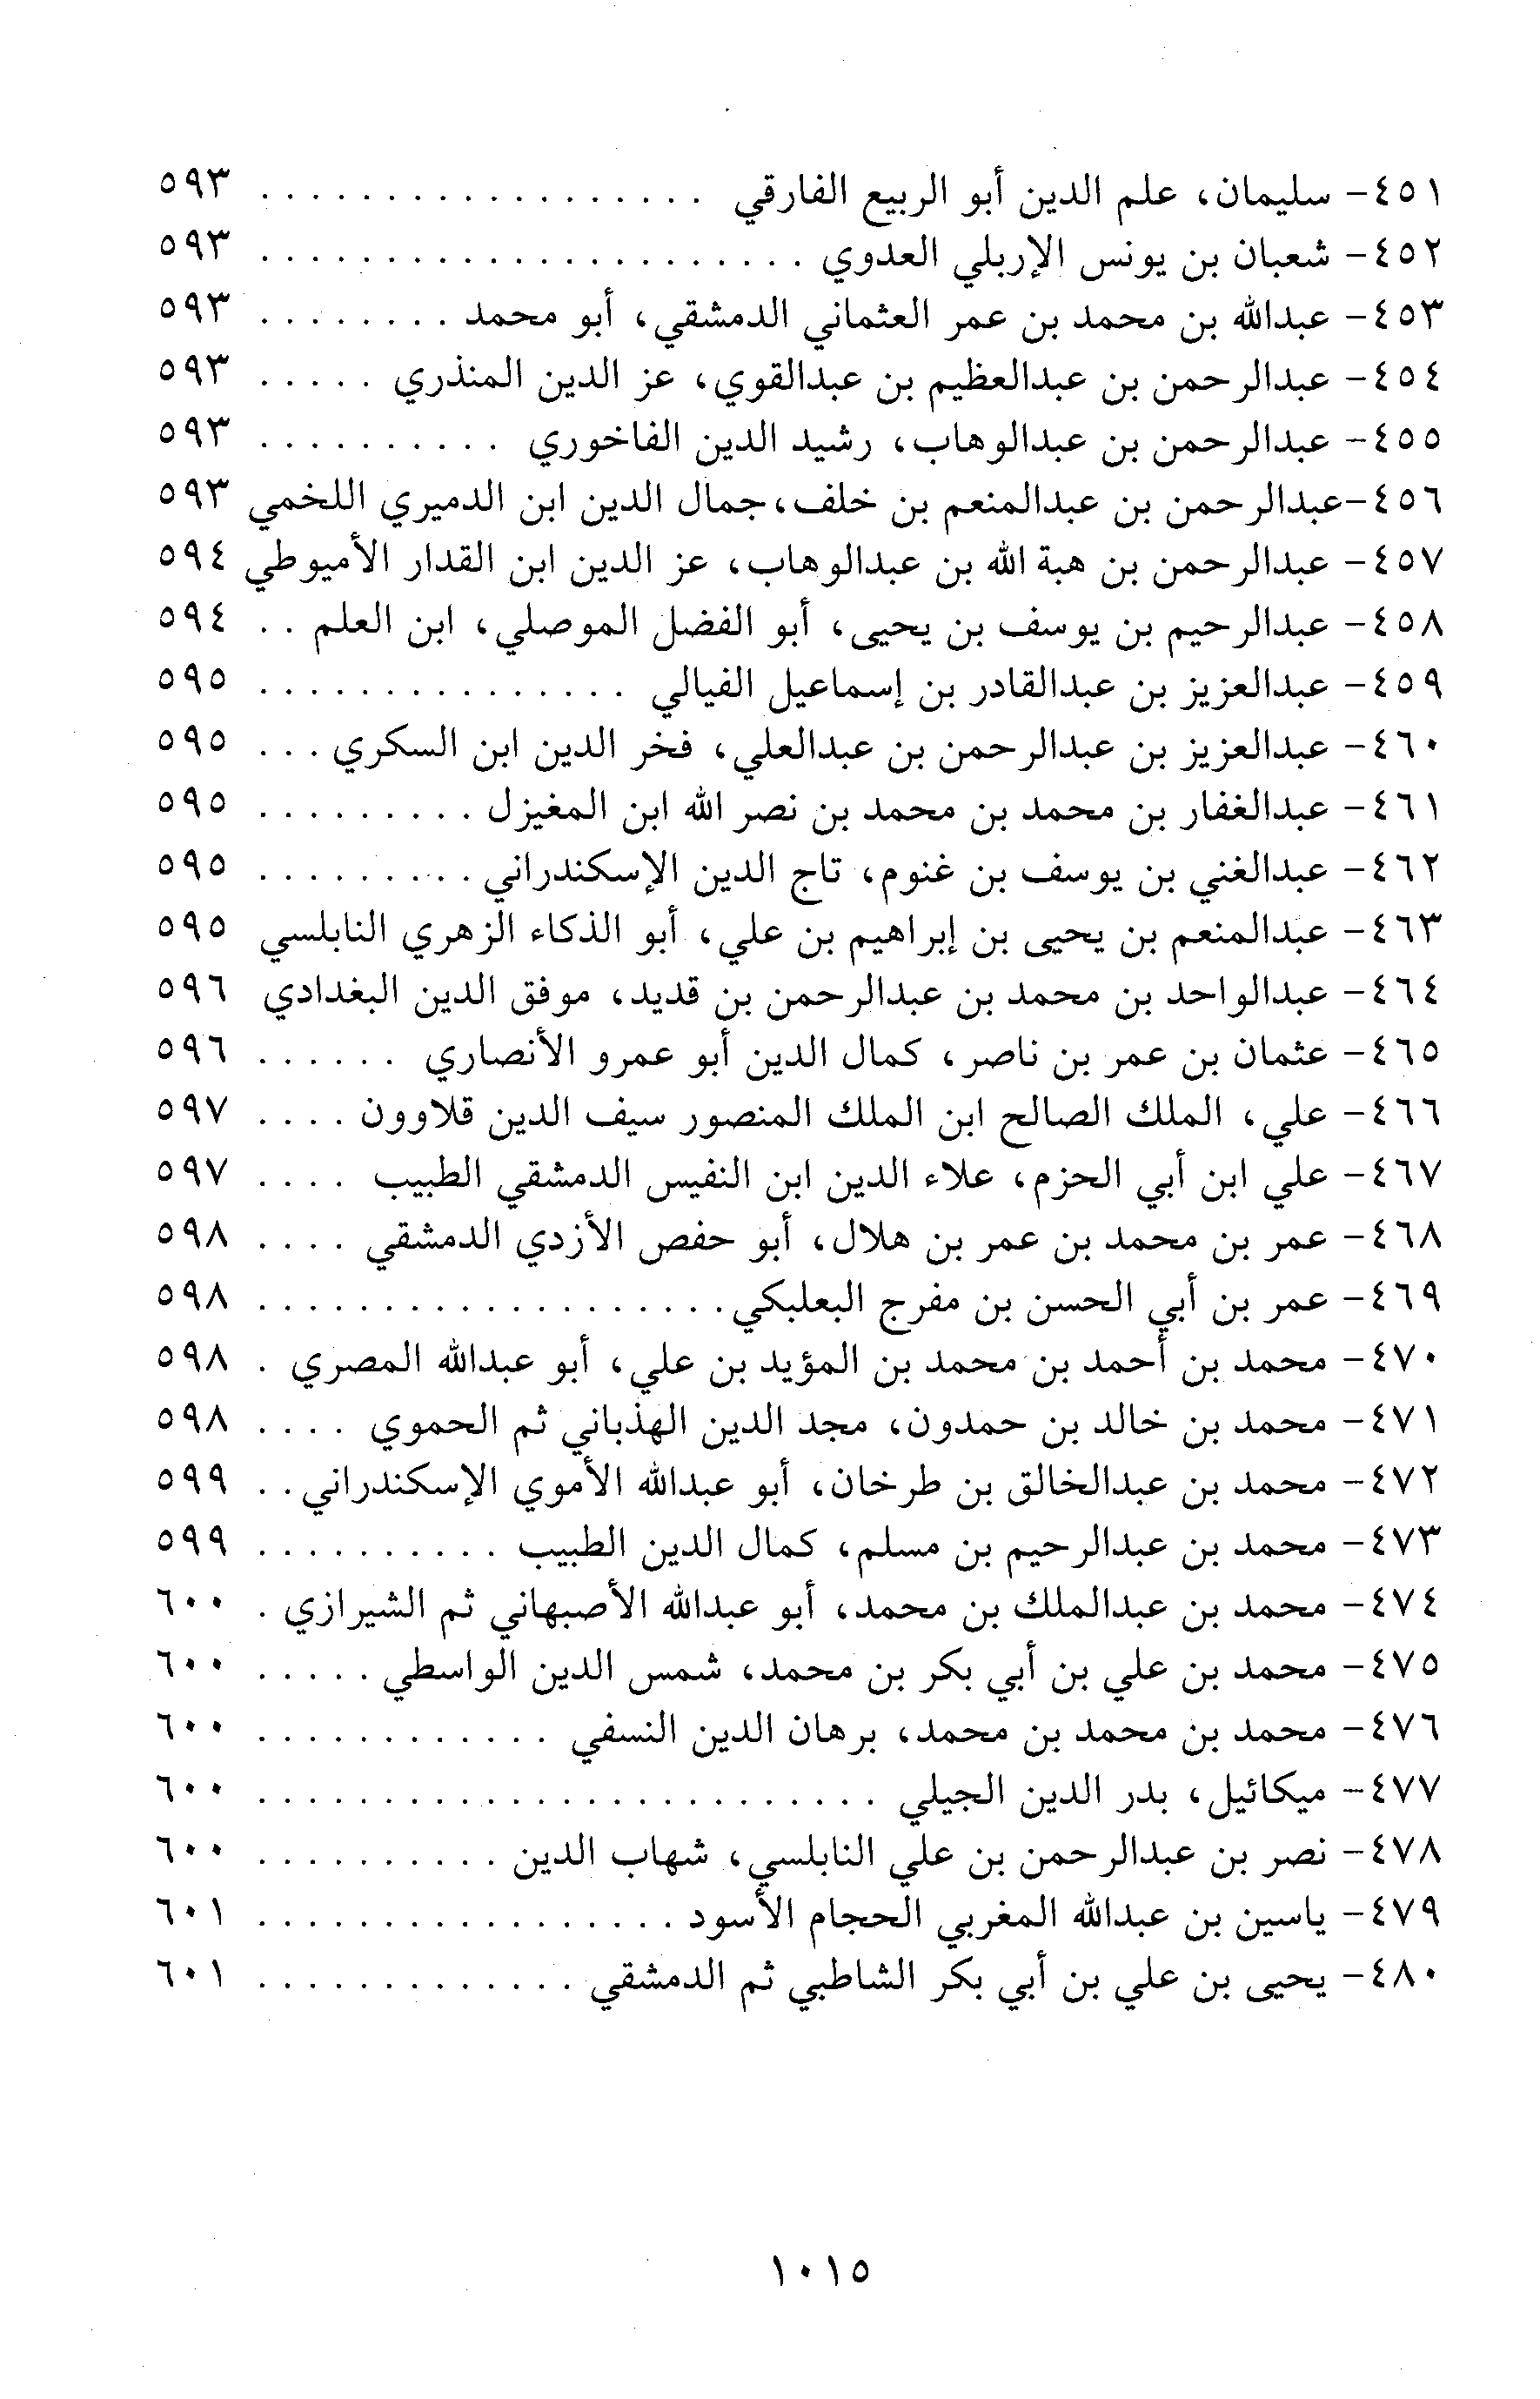 ٤٥١- سليمان، علم الدين أبو الربيع الفارقي . . . . . . . . . . . . . . . . . . ٥٩٣
٤٥٢- شعبان بن يونس الإربلي العدوي . . . . . . . . . . . . . . . . . . . . . . ٥٩٣
٤٥٣- عبدالله بن محمد بن عمر العثماني الدمشقي، أبو محمد . . . . . . . . ٥٩٣
٤٥٤- عبدالرحمن بن عبدالعظيم بن عبدالقوي، عز الدين المنذري . . . . . ٥٩٣
٤٥٥- عبدالرحمن بن عبدالوهاب، رشيد الدين الفاخوري . . . . . . . . . . ٥٩٣
٤٥٦-عبدالرحمن بن عبدالمنعم بن خلف، جمال الدين ابن الدميري اللخمي ٥٩٣
٤٥٧- عبدالرحمن بن هبة الله بن عبدالوهاب، عز الدين ابن القدار الأميوطي ٥٩٤
٤٥٨- عبدالرحيم بن يوسف بن يحيى، أبو الفضل الموصلي، ابن العلم . . ٥٩٤
٤٥٩- عبدالعزيز بن عبدالقادر بن إسماعيل الفيالي . . . . . . . . . . . . . . . ٥٩٥
٤٦٠- عبدالعزيز بن عبدالرحمن بن عبدالعلي، فخر الدين ابن السكري . . . ٥٩٥
٤٦١- عبدالغفار بن محمد بن محمد بن نصر الله ابن المغيزل . . . . . . . . . ٥٩٥
٤٦٢- عبدالغني بن يوسف بن غنوم، تاج الدين الإسكندراني . . . . . . . . . ٥٩٥
٤٦٣- عبدالمنعم بن يحيى بن إبراهيم بن علي، أبو الذكاء الزهري النابلسي ٥٩٥
٤٦٤- عبدالواحد بن محمد بن عبدالرحمن بن قديد، موفق الدين البغدادي ٥٩٦
٤٦٥- عثمان بن عمر بن ناصر، كمال الدين أبو عمرو الأنصاري . . . . . . ٥٩٦
٤٦٦- علي، الملك الصالح ابن الملك المنصور سيف الدين قلاوون . . . . ٥٩٧
٤٦٧- علي ابن أبي الحزم، علاء الدين ابن النفيس الدمشقي الطبيب . . . . ٥٩٧
٤٦٨- عمر بن محمد بن عمر بن هلال، أبو حفص الأزدي الدمشقي . . . . ٥٩٨
٤٦٩- عمر بن أبي الحسن بن مفرج البعلبكي . . . . . . . . . . . . . . . . . . . ٥٩٨
٤٧٠- محمد بن أحمد بن محمد بن المؤيد بن علي، أبو عبدالله المصري . ٥٩٨
٤٧١- محمد بن خالد بن حمدون، مجد الدين الهذباني ثم الحموي . . . . ٥٩٨
٤٧٢- محمد بن عبدالخالق بن طرخان، أبو عبدالله الأموي الإسكندراني . . ٥٩٩
٤٧٣- محمد بن عبدالرحيم بن مسلم، كمال الدين الطبيب . . . . . . . . . . ٥٩٩
٤٧٤- محمد بن عبدالملك بن محمد، أبو عبدالله الأصبهاني ثم الشيرازي . ٦٠٠
٤٧٥- محمد بن علي بن أبي بكر بن محمد، شمس الدين الواسطي . . . . . ٦٠٠
٤٧٦- محمد بن محمد بن محمد، برهان الدين النسفي . . . . . . . . . . . . ٦٠٠
٤٧٧- ميكائيل، بدر الدين الجيلي . . . . . . . . . . . . . . . . . . . . . . . . . ٦٠٠
٤٧٨- نصر بن عبدالرحمن بن علي النابلسي، شهاب الدين . . . . . . . . . . ٦٠٠
٤٧٩- ياسين بن عبدالله المغربي الحجام الأسود . . . . . . . . . . . . . . . . . ٦٠١
٤٨٠- يحيى بن علي بن أبي بكر الشاطبي ثم الدمشقي . . . . . . . . . . . . . ٦٠١
١٠١٥